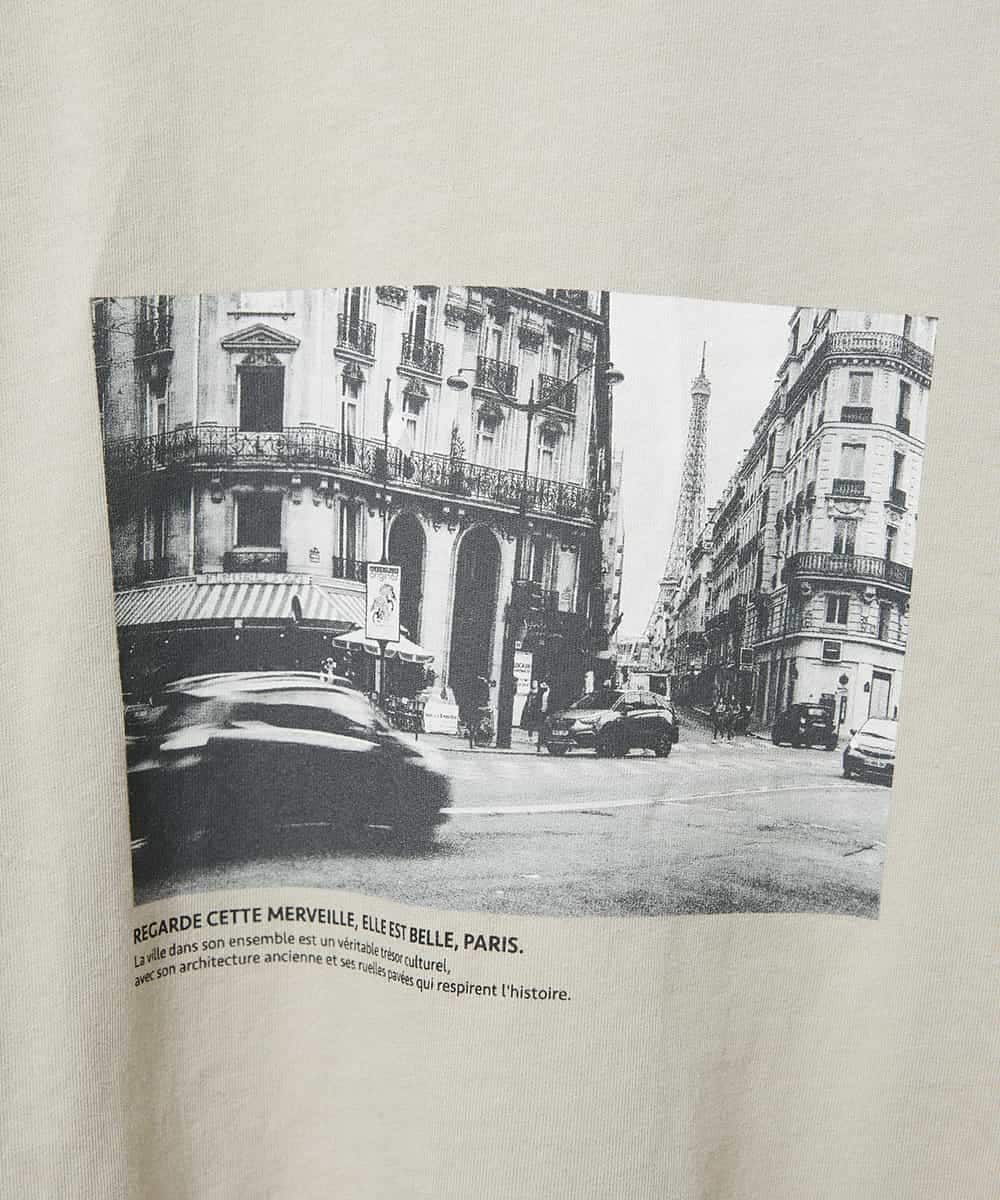 REGARDE CETTE MERVEILLE, ELLE EST BELLE, PARIS.
La ville dans son ensemble est un véritable trésor culturel,
avec son architecture ancienne et ses ruelles pavées qui respirent l'histoire.